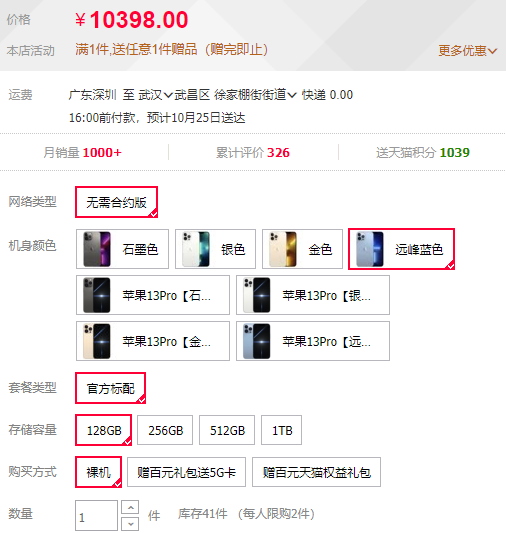 价格 ¥10398.00
本店活动 满1件,送任意1件赠品（赠完即止） 更多优惠
运费 广东深圳 至 武汉 武昌区 徐家棚街街道 快递 0.00
16:00前付款，预计10月25日送达
月销量 1000+ 累计评价 326 送天猫积分 1039
网络类型 无需合约版
机身颜色 石墨色 银色 金色 远峰蓝色
苹果13Pro【石... 苹果13Pro【银...
苹果13Pro【金... 苹果13Pro【远...
套餐类型 官方标配
存储容量 128GB 256GB 512GB 1TB
购买方式 裸机 赠百元礼包送5G卡 赠百元天猫权益礼包
数量 1 件 库存41件 （每人限购2件）